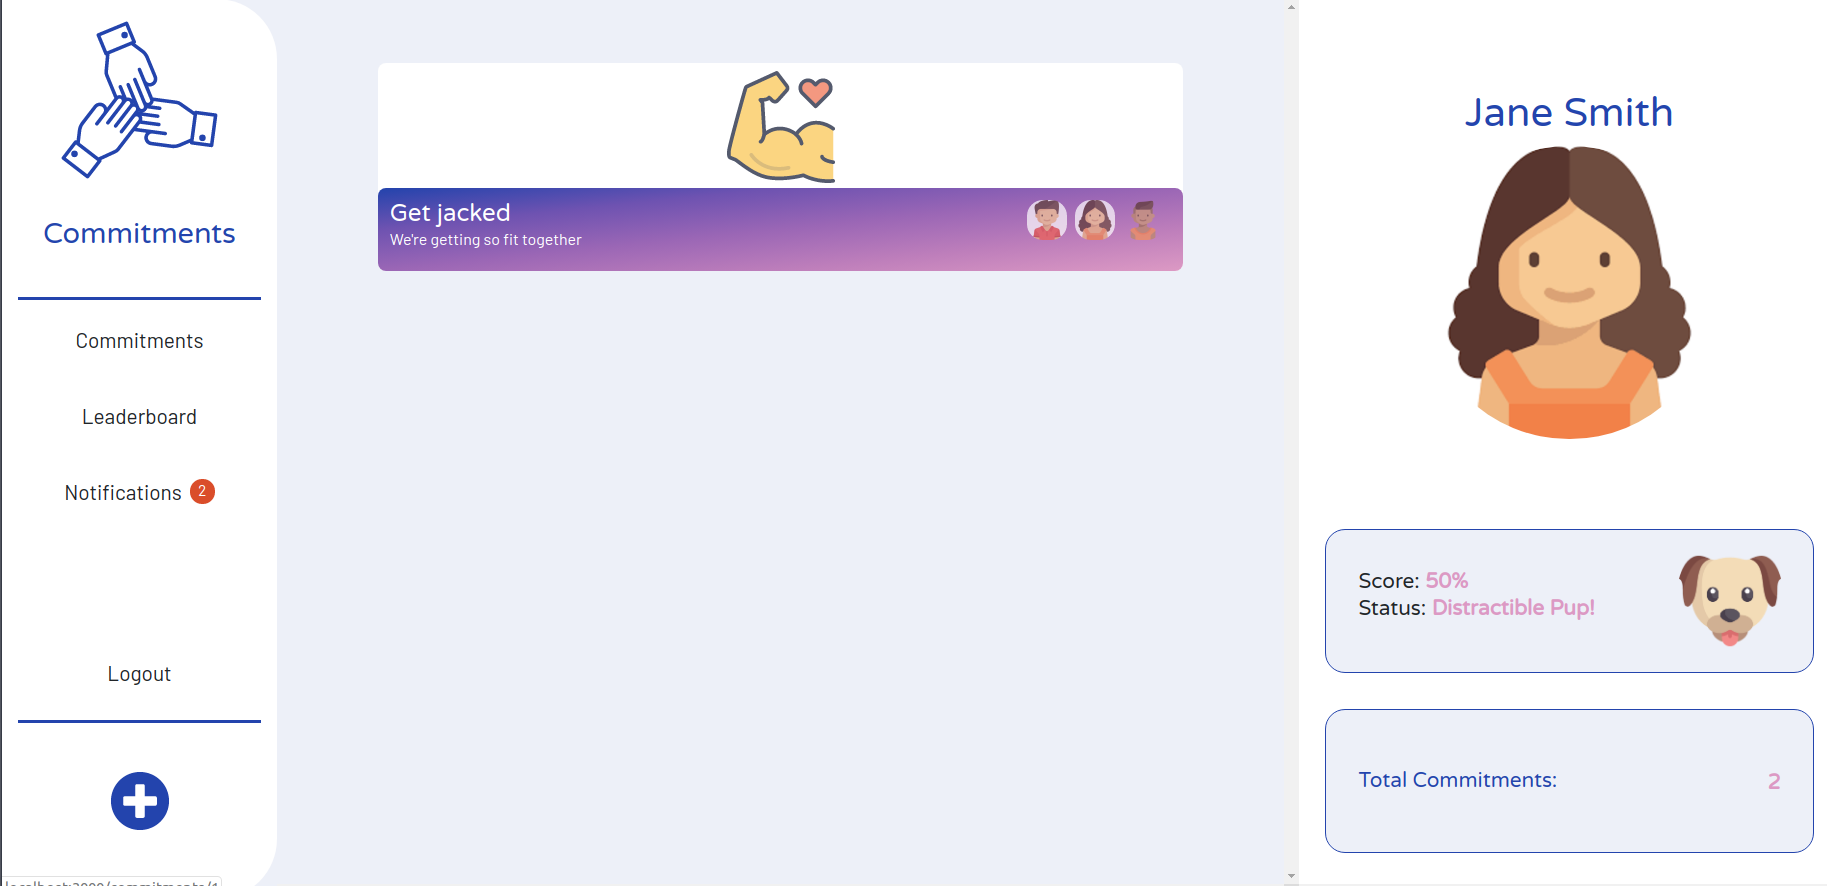 Commitments
Commitments
Leaderboard
Notifications 2
Logout
Get jacked
We're getting so fit together
Jane Smith
Score: 50%
Status: Distractible Pup!
Total Commitments: 2